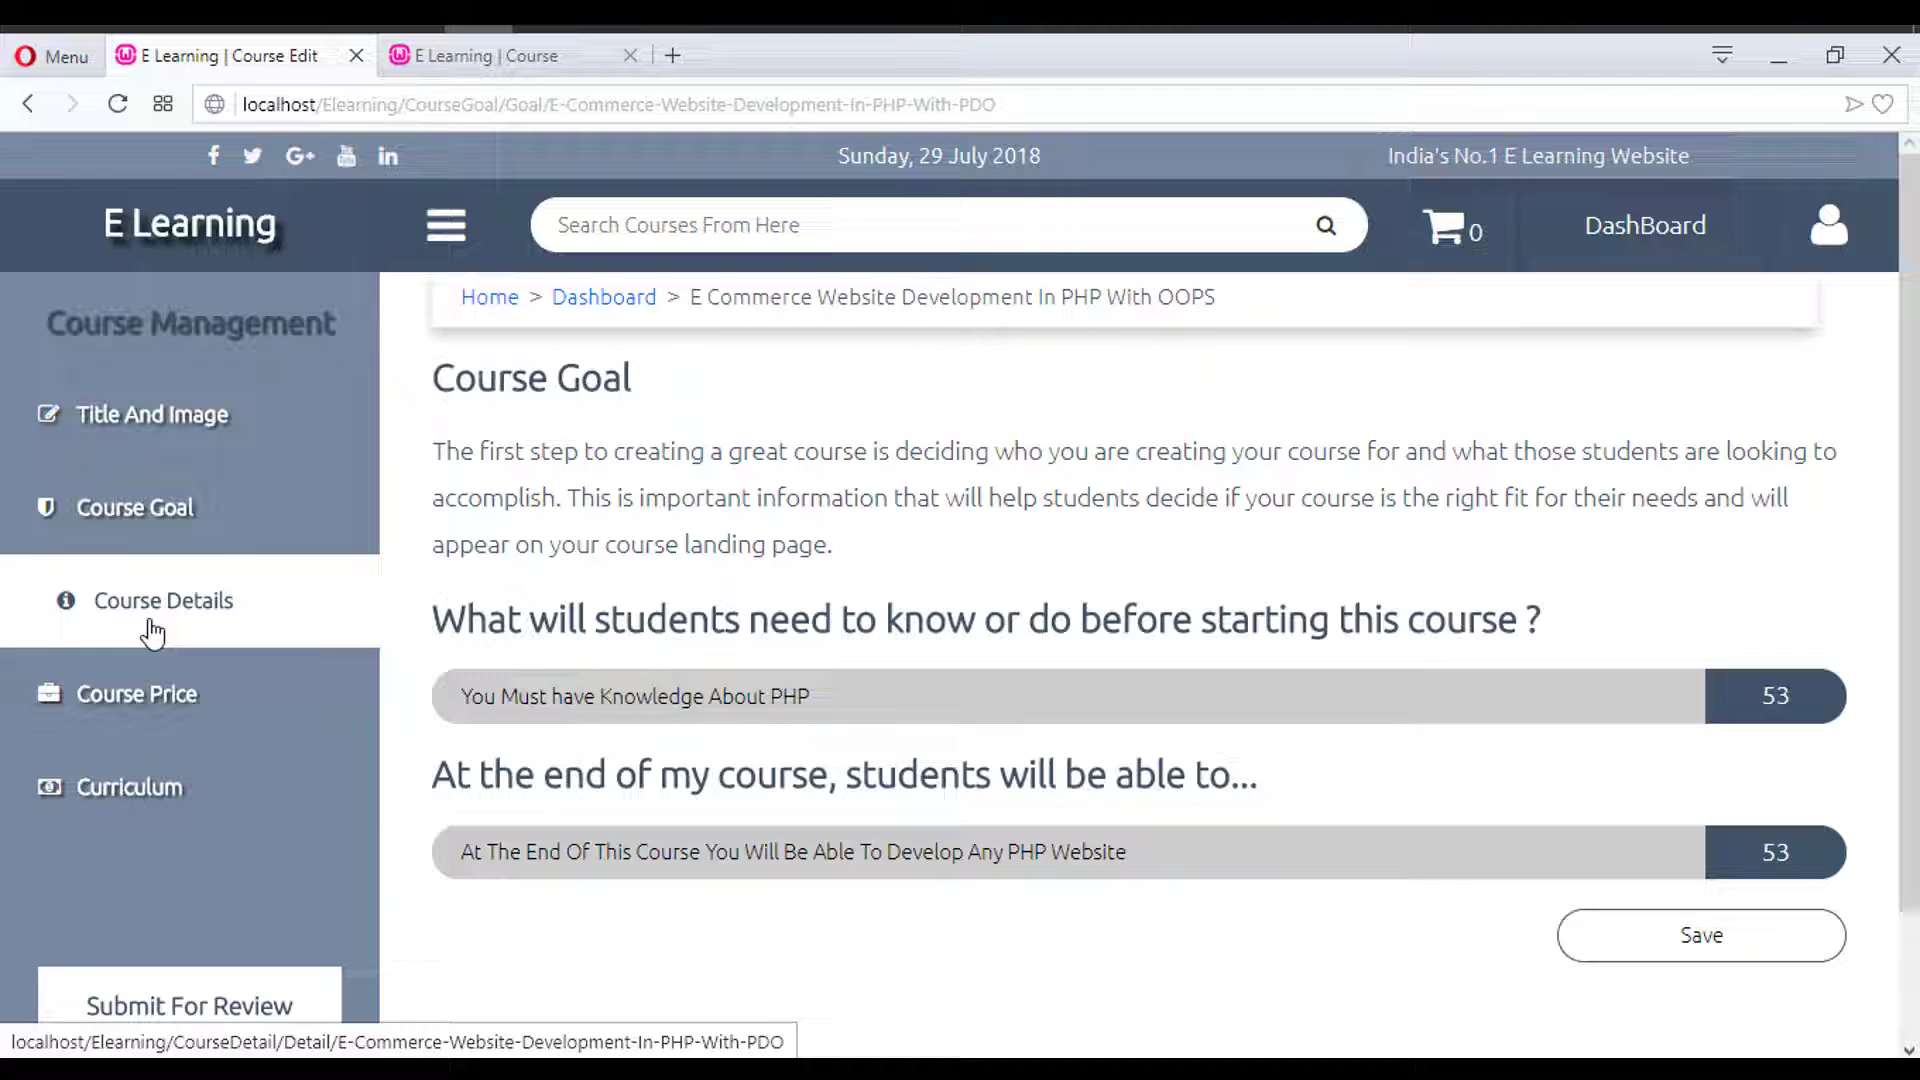 Menu
E Learning | Course Edit
E Learning | Course
localhost/Elearning/CourseGoal/Goal/E-Commerce-Website-Development-In-PHP-With-PDO
Sunday, 29 July 2018
India's No.1 E Learning Website
E Learning
Search Courses From Here
0
DashBoard
Course Management
Title And Image
Course Goal
Course Details
Course Price
Curriculum
Submit For Review
Home > Dashboard > E Commerce Website Development In PHP With OOPS
Course Goal
The first step to creating a great course is deciding who you are creating your course for and what those students are looking to
accomplish. This is important information that will help students decide if your course is the right fit for their needs and will
appear on your course landing page.
What will students need to know or do before starting this course ?
You Must have Knowledge About PHP
53
At the end of my course, students will be able to...
At The End Of This Course You Will Be Able To Develop Any PHP Website
53
Save
localhost/Elearning/CourseDetail/Detail/E-Commerce-Website-Development-In-PHP-With-PDO